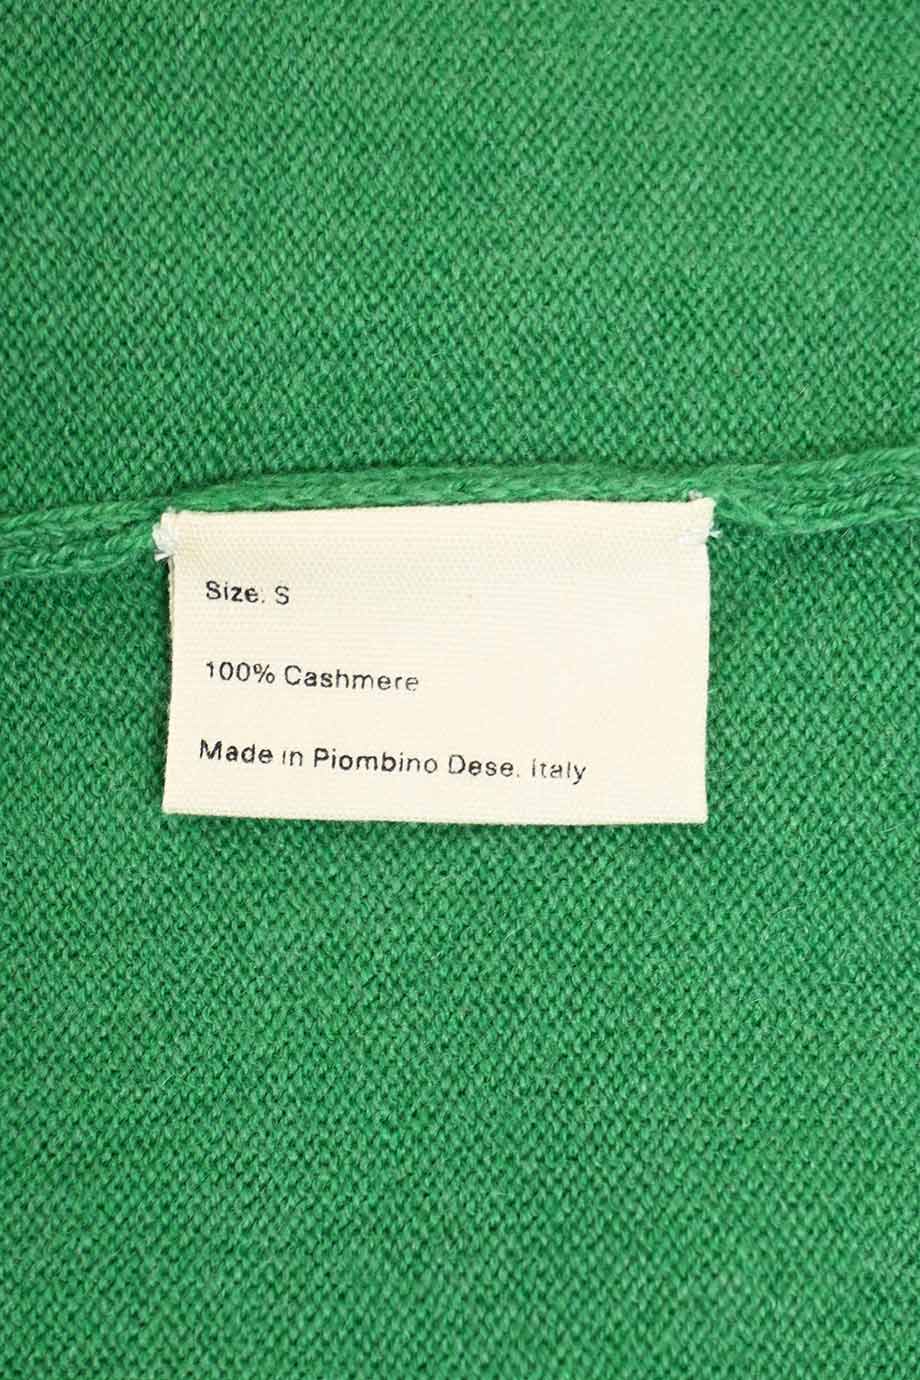 Size. S
100% Cashmere
Made in Piombino Dese. Italy